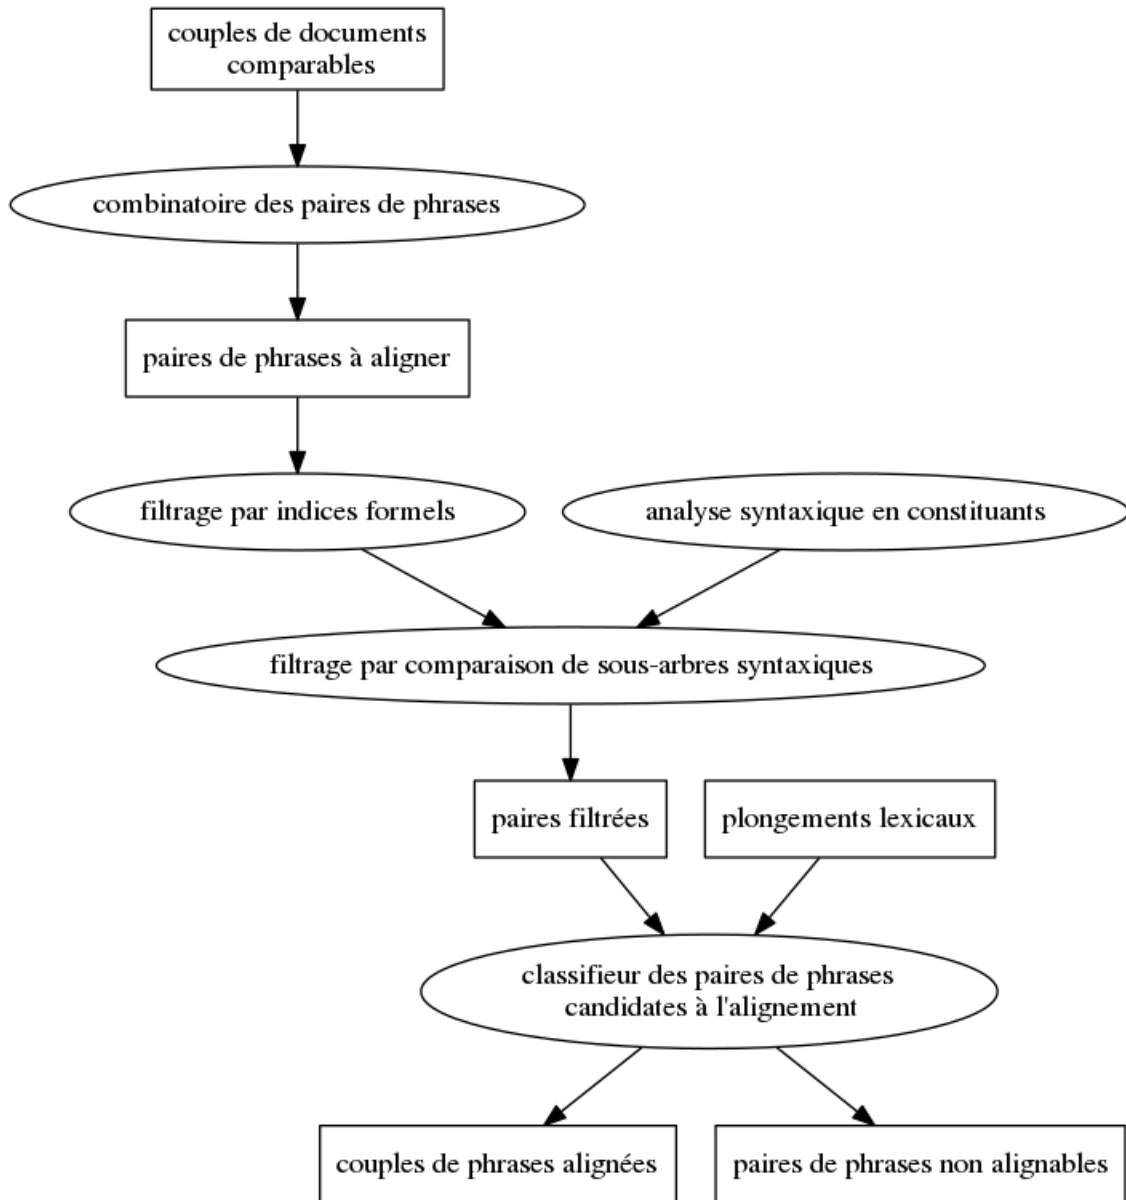 couples de documents
comparables
combinatoire des paires de phrases
paires de phrases à aligner
filtrage par indices formels
analyse syntaxique en constituants
filtrage par comparaison de sous-arbres syntaxiques
paires filtrées
plongements lexicaux
classifieur des paires de phrases
candidates à l'alignement
couples de phrases alignées
paires de phrases non alignables